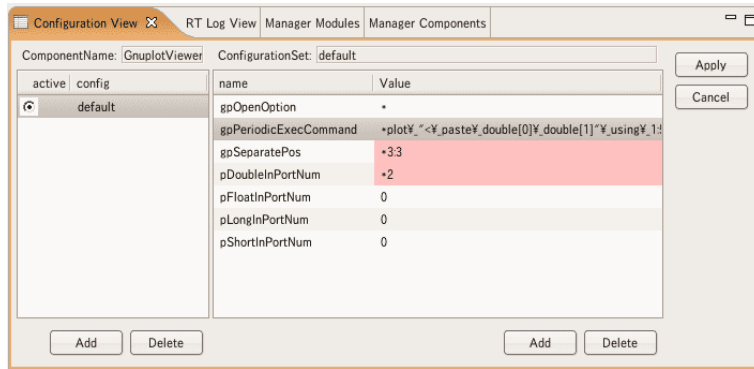 Configuration View RT Log View Manager Modules Manager Components
ComponentName: GnuplotViewer ConfigurationSet: default Apply
active config name Value Cancel
default gpOpenOption *
gpPeriodicExecCommand *plot¥_"<¥_paste¥_double[0]¥_double[1]"¥_using¥_1:
gpSeparatePos *3:3
pDoubleInPortNum *2
pFloatInPortNum 0
pLongInPortNum 0
pShortInPortNum 0
Add Delete Add Delete